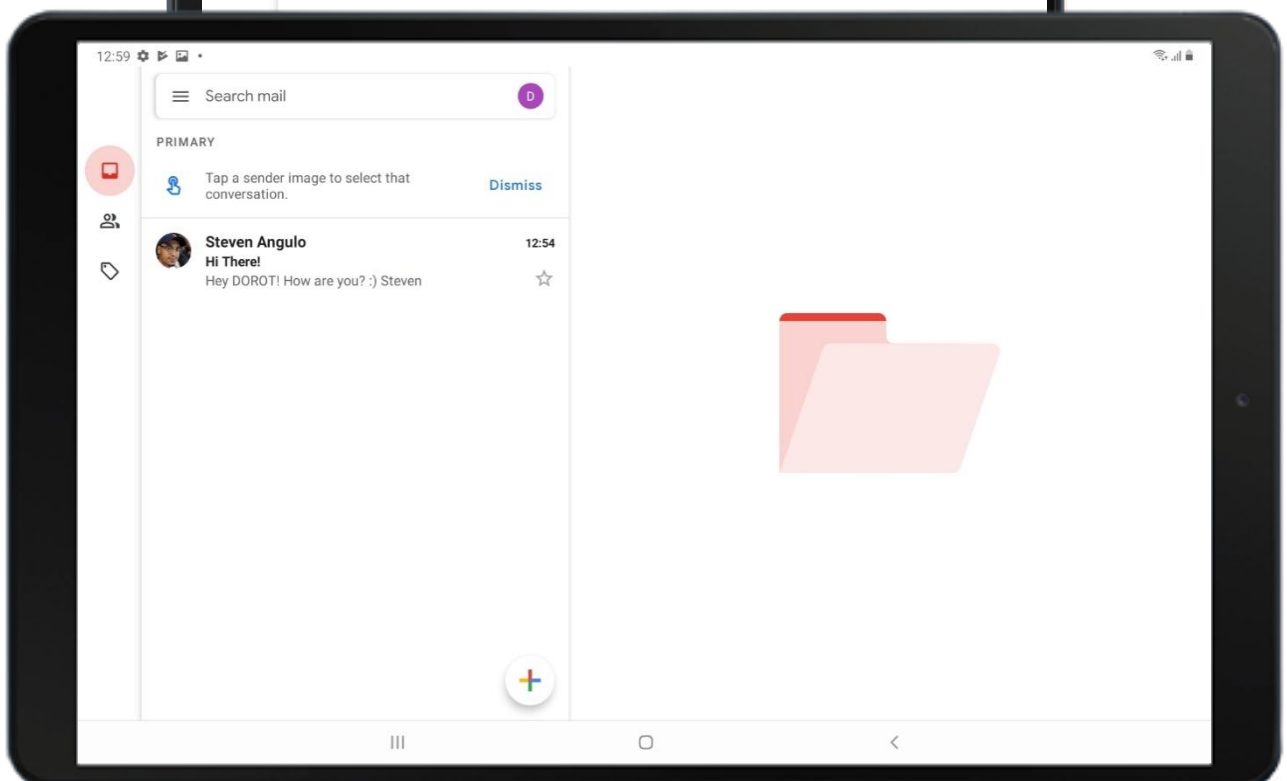 12:59
Search mail
D
PRIMARY
Tap a sender image to select that
conversation.
Dismiss
Steven Angulo
12:54
Hi There!
Hey DOROT! How are you? :) Steven